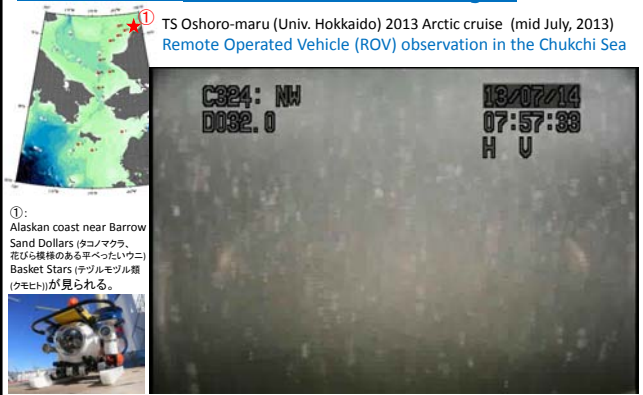 ①
TS Oshoro-maru (Univ. Hokkaido) 2013 Arctic cruise (mid July, 2013)
Remote Operated Vehicle (ROV) observation in the Chukchi Sea
C324: NW
D032.0
13/07/14
07:57:33
H V
①:
Alaskan coast near Barrow
Sand Dollars (タコノマクラ、
花びら模様のある平べったいウニ)
Basket Stars (テヅルモヅル類
(クモヒト))が見られる。